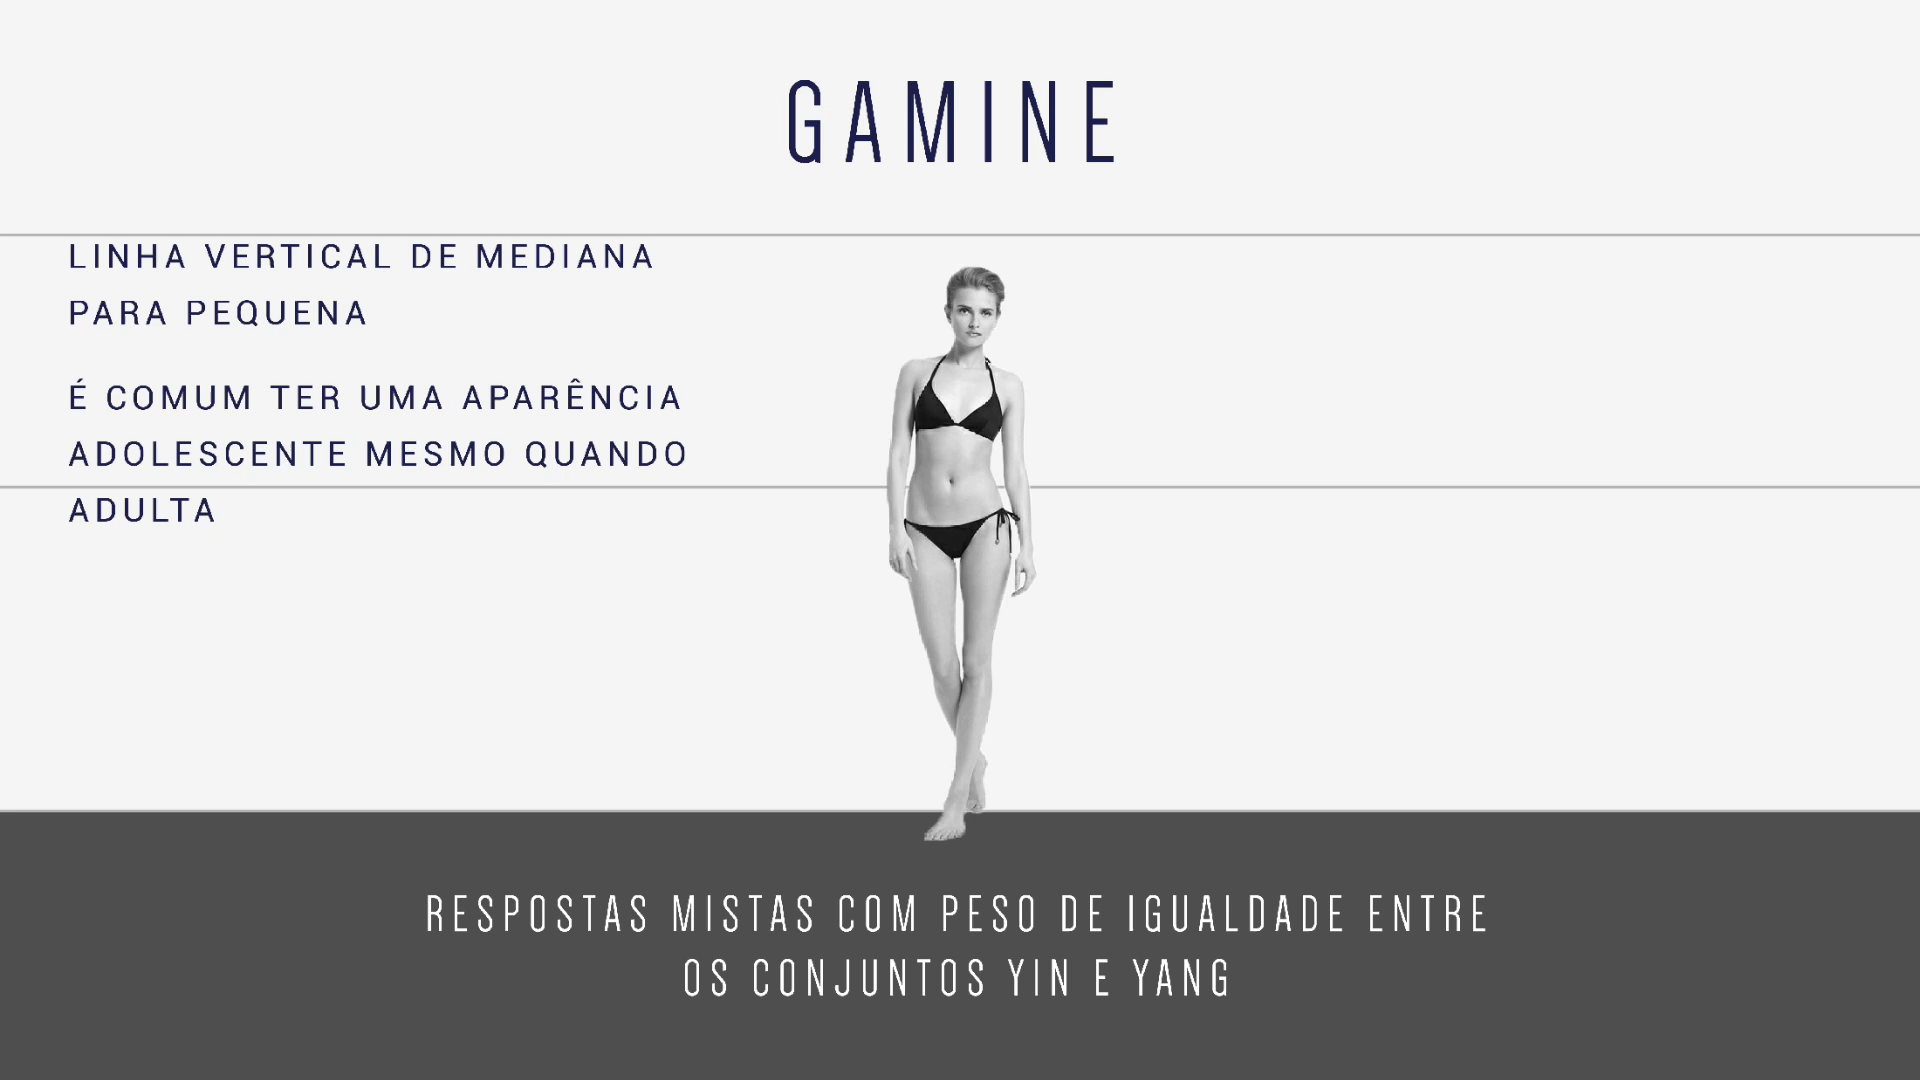 GAMINE
LINHA VERTICAL DE MEDIANA
PARA PEQUENA
É COMUM TER UMA APARÊNCIA
ADOLESCENTE MESMO QUANDO
ADULTA
RESPOSTAS MISTAS COM PESO DE IGUALDADE ENTRE
OS CONJUNTOS YIN E YANG